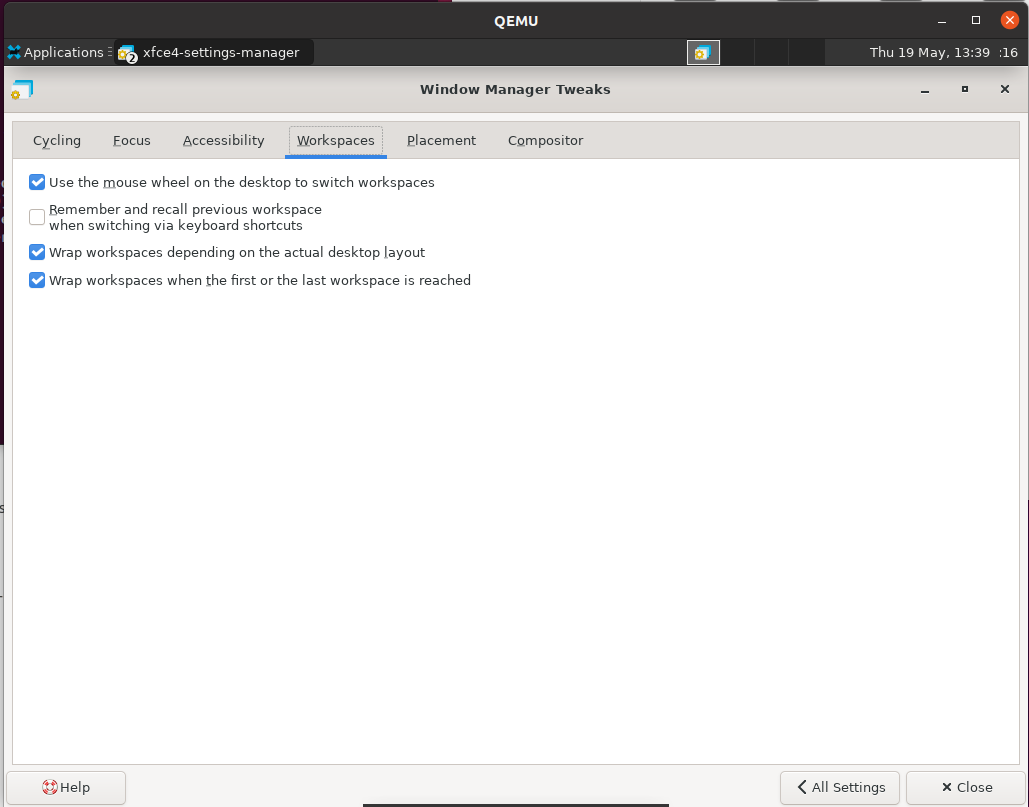 QEMU
Applications
2 xfce4-settings-manager
Thu 19 May, 13:39 :16
Window Manager Tweaks
Cycling Focus Accessibility Workspaces Placement Compositor
Use the mouse wheel on the desktop to switch workspaces
Remember and recall previous workspace
when switching via keyboard shortcuts
Wrap workspaces depending on the actual desktop layout
Wrap workspaces when the first or the last workspace is reached
Help All Settings Close